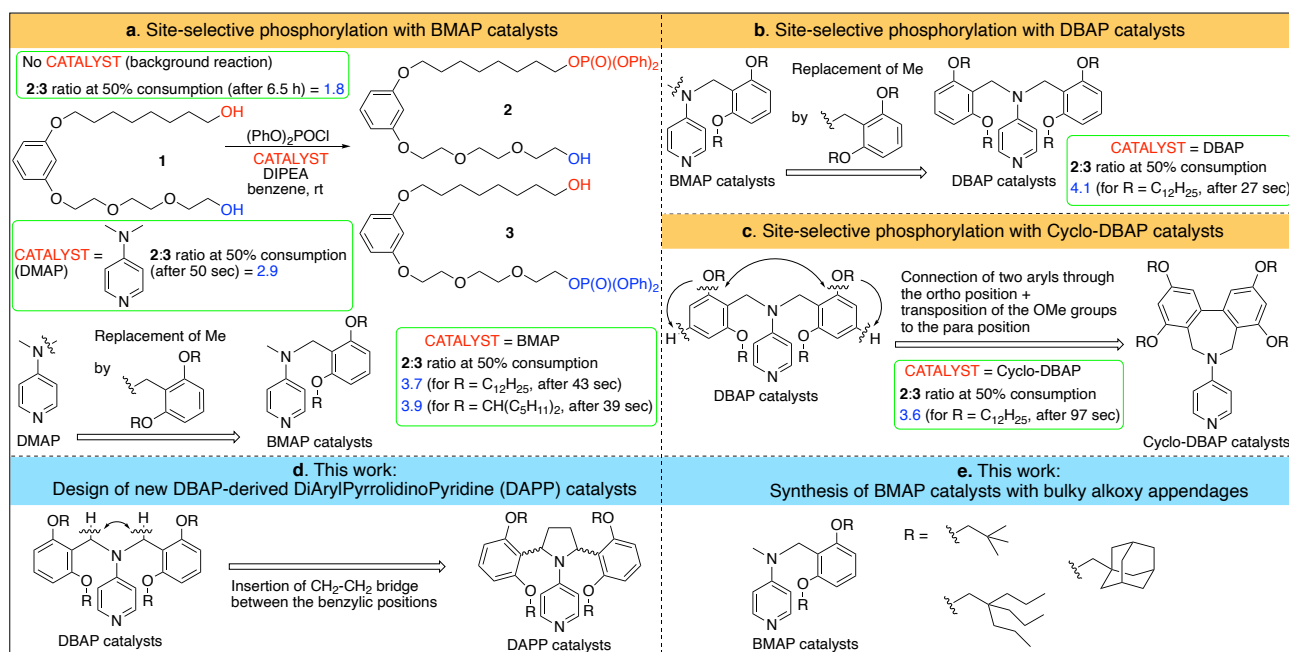 a. Site-selective phosphorylation with BMAP catalysts
No CATALYST (background reaction)
2:3 ratio at 50% consumption (after 6.5 h) = 1.8
O
OH
1
O
O
O
OH
(PhO)2POCl
CATALYST
DIPEA
benzene, rt
O
OP(O)(OPh)2
2
O
O
O
OH
O
OH
3
O
O
O
OP(O)(OPh)2
CATALYST =
(DMAP)
N
N
2:3 ratio at 50% consumption
(after 50 sec) = 2.9
N
N
DMAP
Replacement of Me
by
OR
RO
N
OR
O
R
N
BMAP catalysts
CATALYST = BMAP
2:3 ratio at 50% consumption
3.7 (for R = C12H25, after 43 sec)
3.9 (for R = CH(C5H11)2, after 39 sec)
b. Site-selective phosphorylation with DBAP catalysts
OR
N
O
R
N
BMAP catalysts
Replacement of Me
by
OR
RO
OR
OR
N
O
R
O
R
N
DBAP catalysts
CATALYST = DBAP
2:3 ratio at 50% consumption
4.1 (for R = C12H25, after 27 sec)
c. Site-selective phosphorylation with Cyclo-DBAP catalysts
OR
OR
N
H
H
O
R
O
R
N
DBAP catalysts
Connection of two aryls through
the ortho position +
transposition of the OMe groups
to the para position
CATALYST = Cyclo-DBAP
2:3 ratio at 50% consumption
3.6 (for R = C12H25, after 97 sec)
RO
OR
RO
OR
N
N
Cyclo-DBAP catalysts
d. This work:
Design of new DBAP-derived DiArylPyrrolidinoPyridine (DAPP) catalysts
OR
H
H
OR
N
O
R
O
R
N
DBAP catalysts
Insertion of CH2-CH2 bridge
between the benzylic positions
OR
RO
N
O
R
O
R
N
DAPP catalysts
e. This work:
Synthesis of BMAP catalysts with bulky alkoxy appendages
OR
N
O
R
N
BMAP catalysts
R =